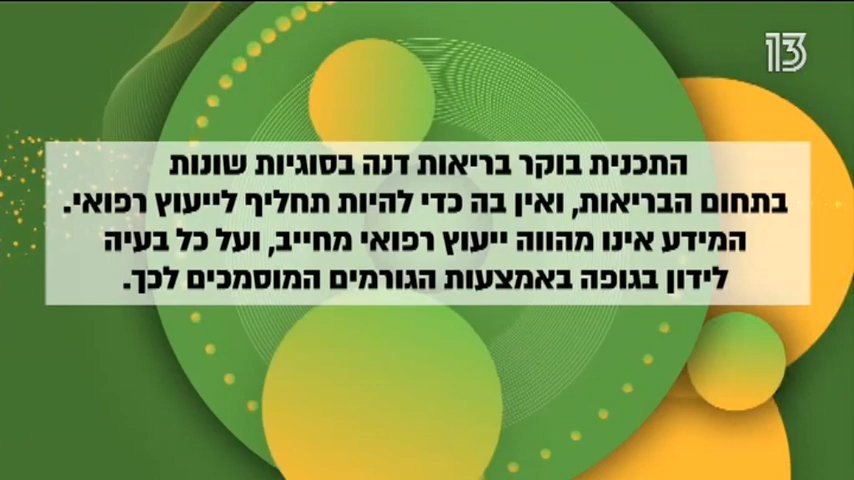 13
התכנית בוקר בריאות דנה בסוגיות שונות
בתחום הבריאות, ואין בה כדי להיות תחליף לייעוץ רפואי.
המידע אינו מהווה ייעוץ רפואי מחייב, ועל כל בעיה
לידון בגופה באמצעות הגורמים המוסמכים לכך.